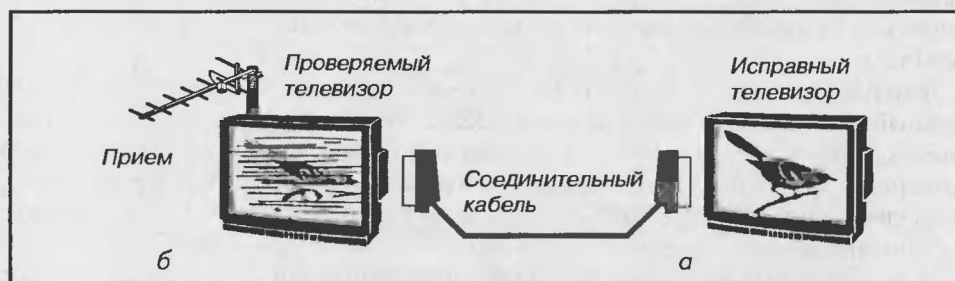 Проверяемый
телевизор
Исправный
телевизор
Прием
Соединительный
кабель
б
а